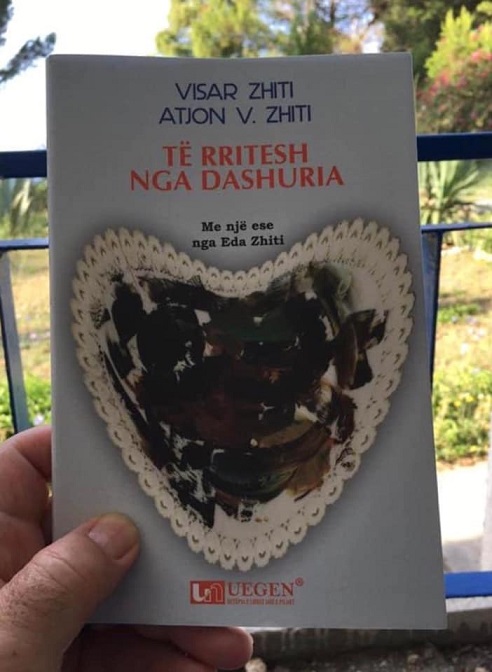 VISAR ZHITI
ATJON V. ZHITI
TË RRITESH
NGA DASHURIA
Me një ese
nga Eda Zhiti
UEGEN®